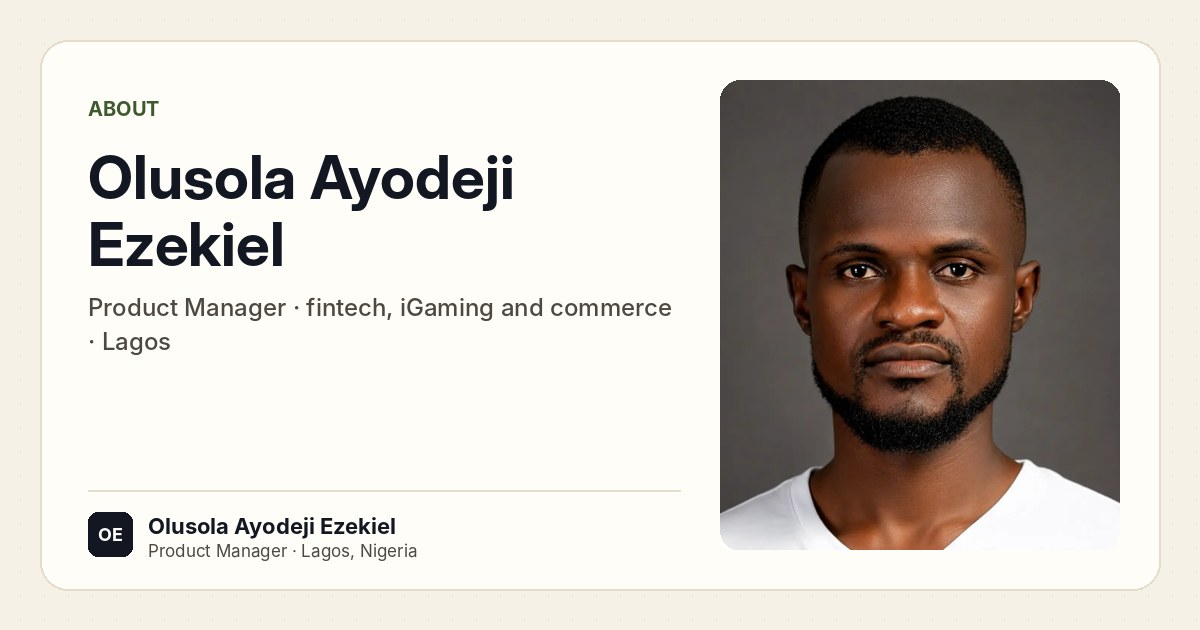 ABOUT
Olusola Ayodeji
Ezekiel
Product Manager · fintech, iGaming and commerce
· Lagos
OE
Olusola Ayodeji Ezekiel
Product Manager · Lagos, Nigeria